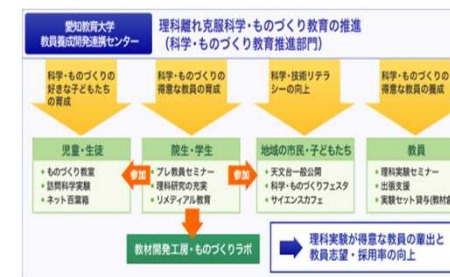 愛知教育大学
教員養成開発連携センター
理科離れ克服科学・ものづくり教育の推進
(科学・ものづくり教育推進部門)
科学・ものづくりの
好きな子どもたち
の育成
科学・ものづくりの
得意な教員の育成
科学・技術リテラ
シーの向上
科学・ものづくりの
得意な教員の養成
児童・生徒
• ものづくり教室
• 訪問科学実験
• ネット百葉箱
参加
院生・学生
• プレ教員セミナー
• 理科研究の充実
• リメディアル教育
参加
地域の市民・子どもたち
• 天文台一般公開
• 科学・ものづくりフェスタ
• サイエンスカフェ
教員
• 理科実験セミナー
• 出張支援
• 実験セット貸与(教材
教材開発工房・ものづくりラボ
理科実験が得意な教員の輩出と
教員志望・採用率の向上